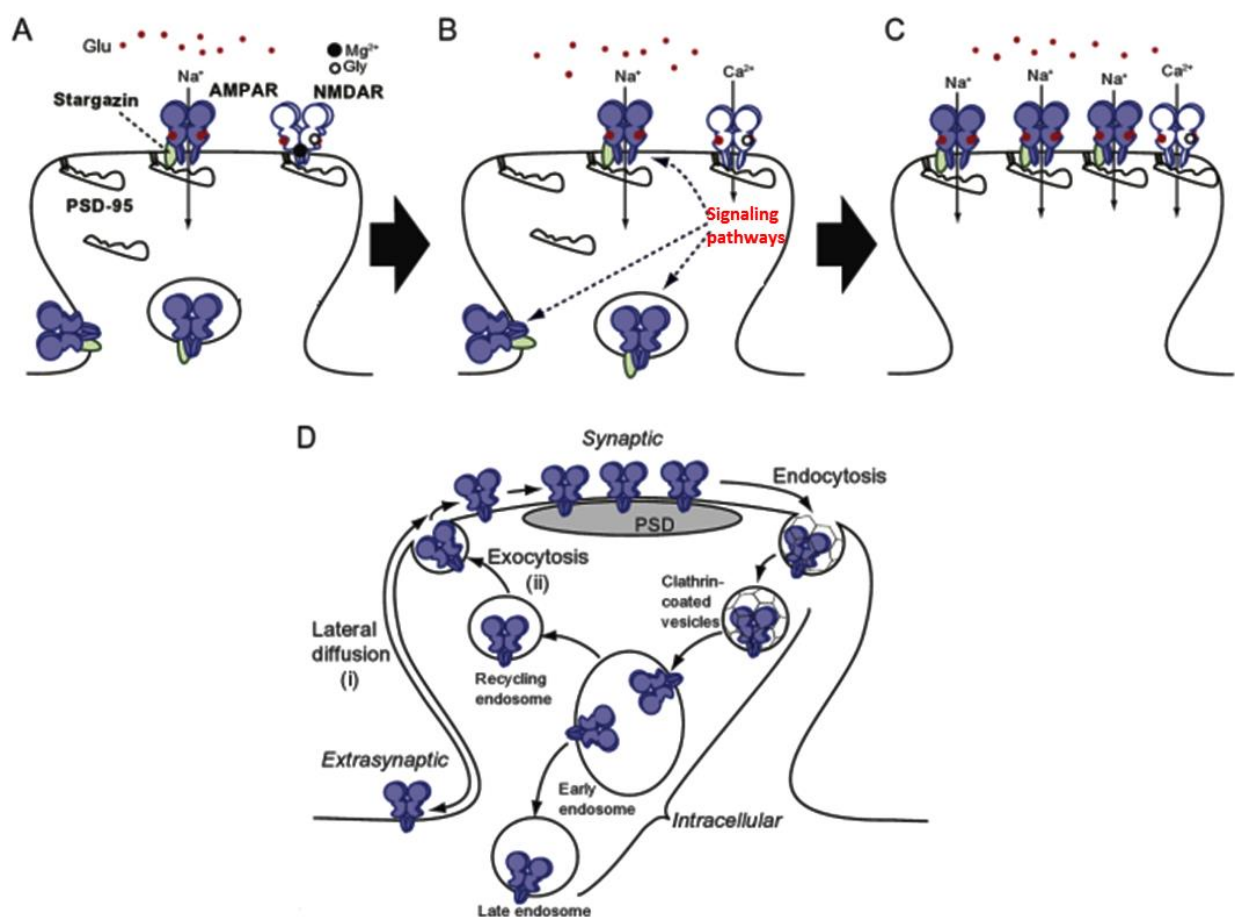 A
Glu
Mg²⁺
Gly
Na⁺
AMPAR
NMDAR
Stargazin
PSD-95
B
Na⁺
Ca²⁺
Signaling
pathways
C
Na⁺
Na⁺
Na⁺
Ca²⁺
D
Synaptic
Endocytosis
PSD
Exocytosis
(ii)
Clathrin-
coated
vesicles
Lateral
diffusion
(i)
Recycling
endosome
Extrasynaptic
Early
endosome
Intracellular
Late endosome